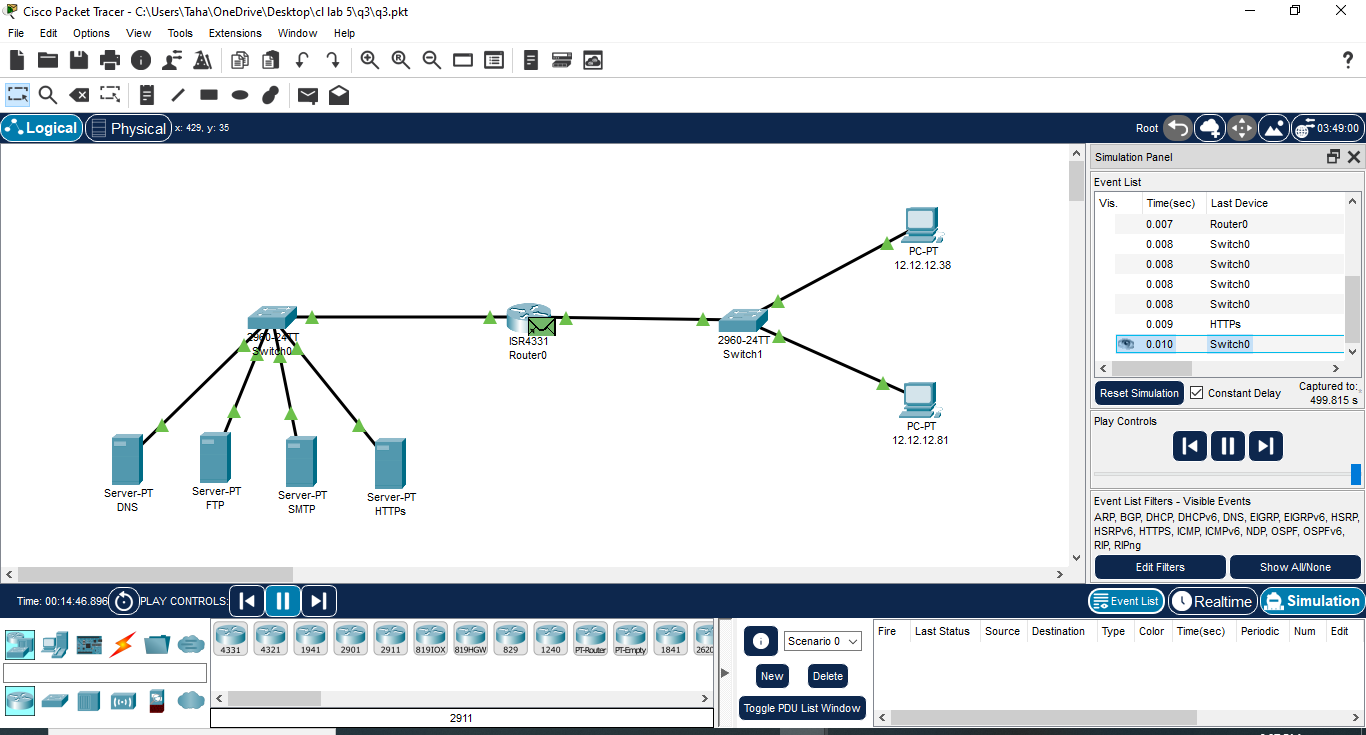 Cisco Packet Tracer - C:\Users\Taha\OneDrive\Desktop\cl lab 5\q3\q3.pkt
File Edit Options View Tools Extensions Window Help
Logical Physical x: 429, y: 35 Root 03:49:00
Simulation Panel
Event List
Vis. Time(sec) Last Device
0.007 Router0
0.008 Switch0
0.008 Switch0
0.008 Switch0
0.008 Switch0
0.009 HTTPs
0.010 Switch0
Reset Simulation Constant Delay Captured to:
499.815 s
Play Controls
Event List Filters - Visible Events
ARP, BGP, DHCP, DHCPv6, DNS, EIGRP, EIGRPv6, HSRP,
HSRPv6, HTTPS, ICMP, ICMPv6, NDP, OSPF, OSPFv6,
RIP, RIPng
Edit Filters Show All/None
PC-PT
12.12.12.38
2960-24TT
Switch0
ISR4331
Router0
2960-24TT
Switch1
PC-PT
12.12.12.81
Server-PT
DNS
Server-PT
FTP
Server-PT
SMTP
Server-PT
HTTPs
Time: 00:14:46.896 PLAY CONTROLS: Event List Realtime Simulation
4331 4321 1941 2901 2911 819IOX 819HGW 829 1240 PT-Router PT-Empty 1841 2620
2911
Scenario 0
New Delete
Toggle PDU List Window
Fire Last Status Source Destination Type Color Time(sec) Periodic Num Edit